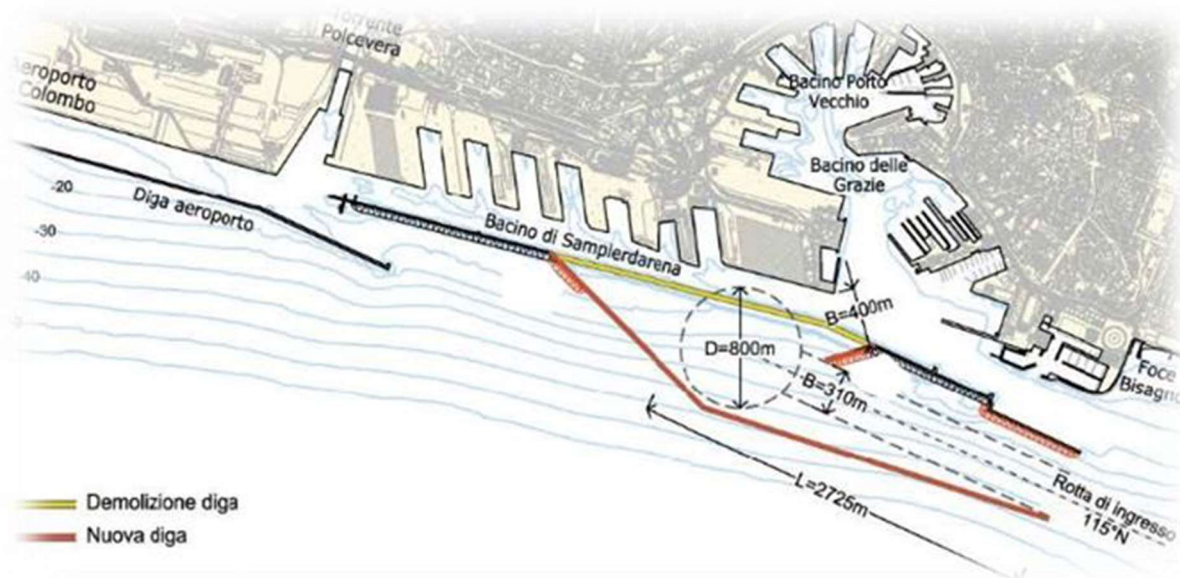 Torrente
Polcevera
Aeroporto
Colombo
Bacino Porto
Vecchio
Bacino delle
Grazie
-20
Diga aeroporto
-30
Bacino di Sampierdarena
40
B=400m
D=800m
B=310m
Foce
Bisagno
L=2725m
Rotta di ingresso
115°N
Demolizione diga
Nuova diga